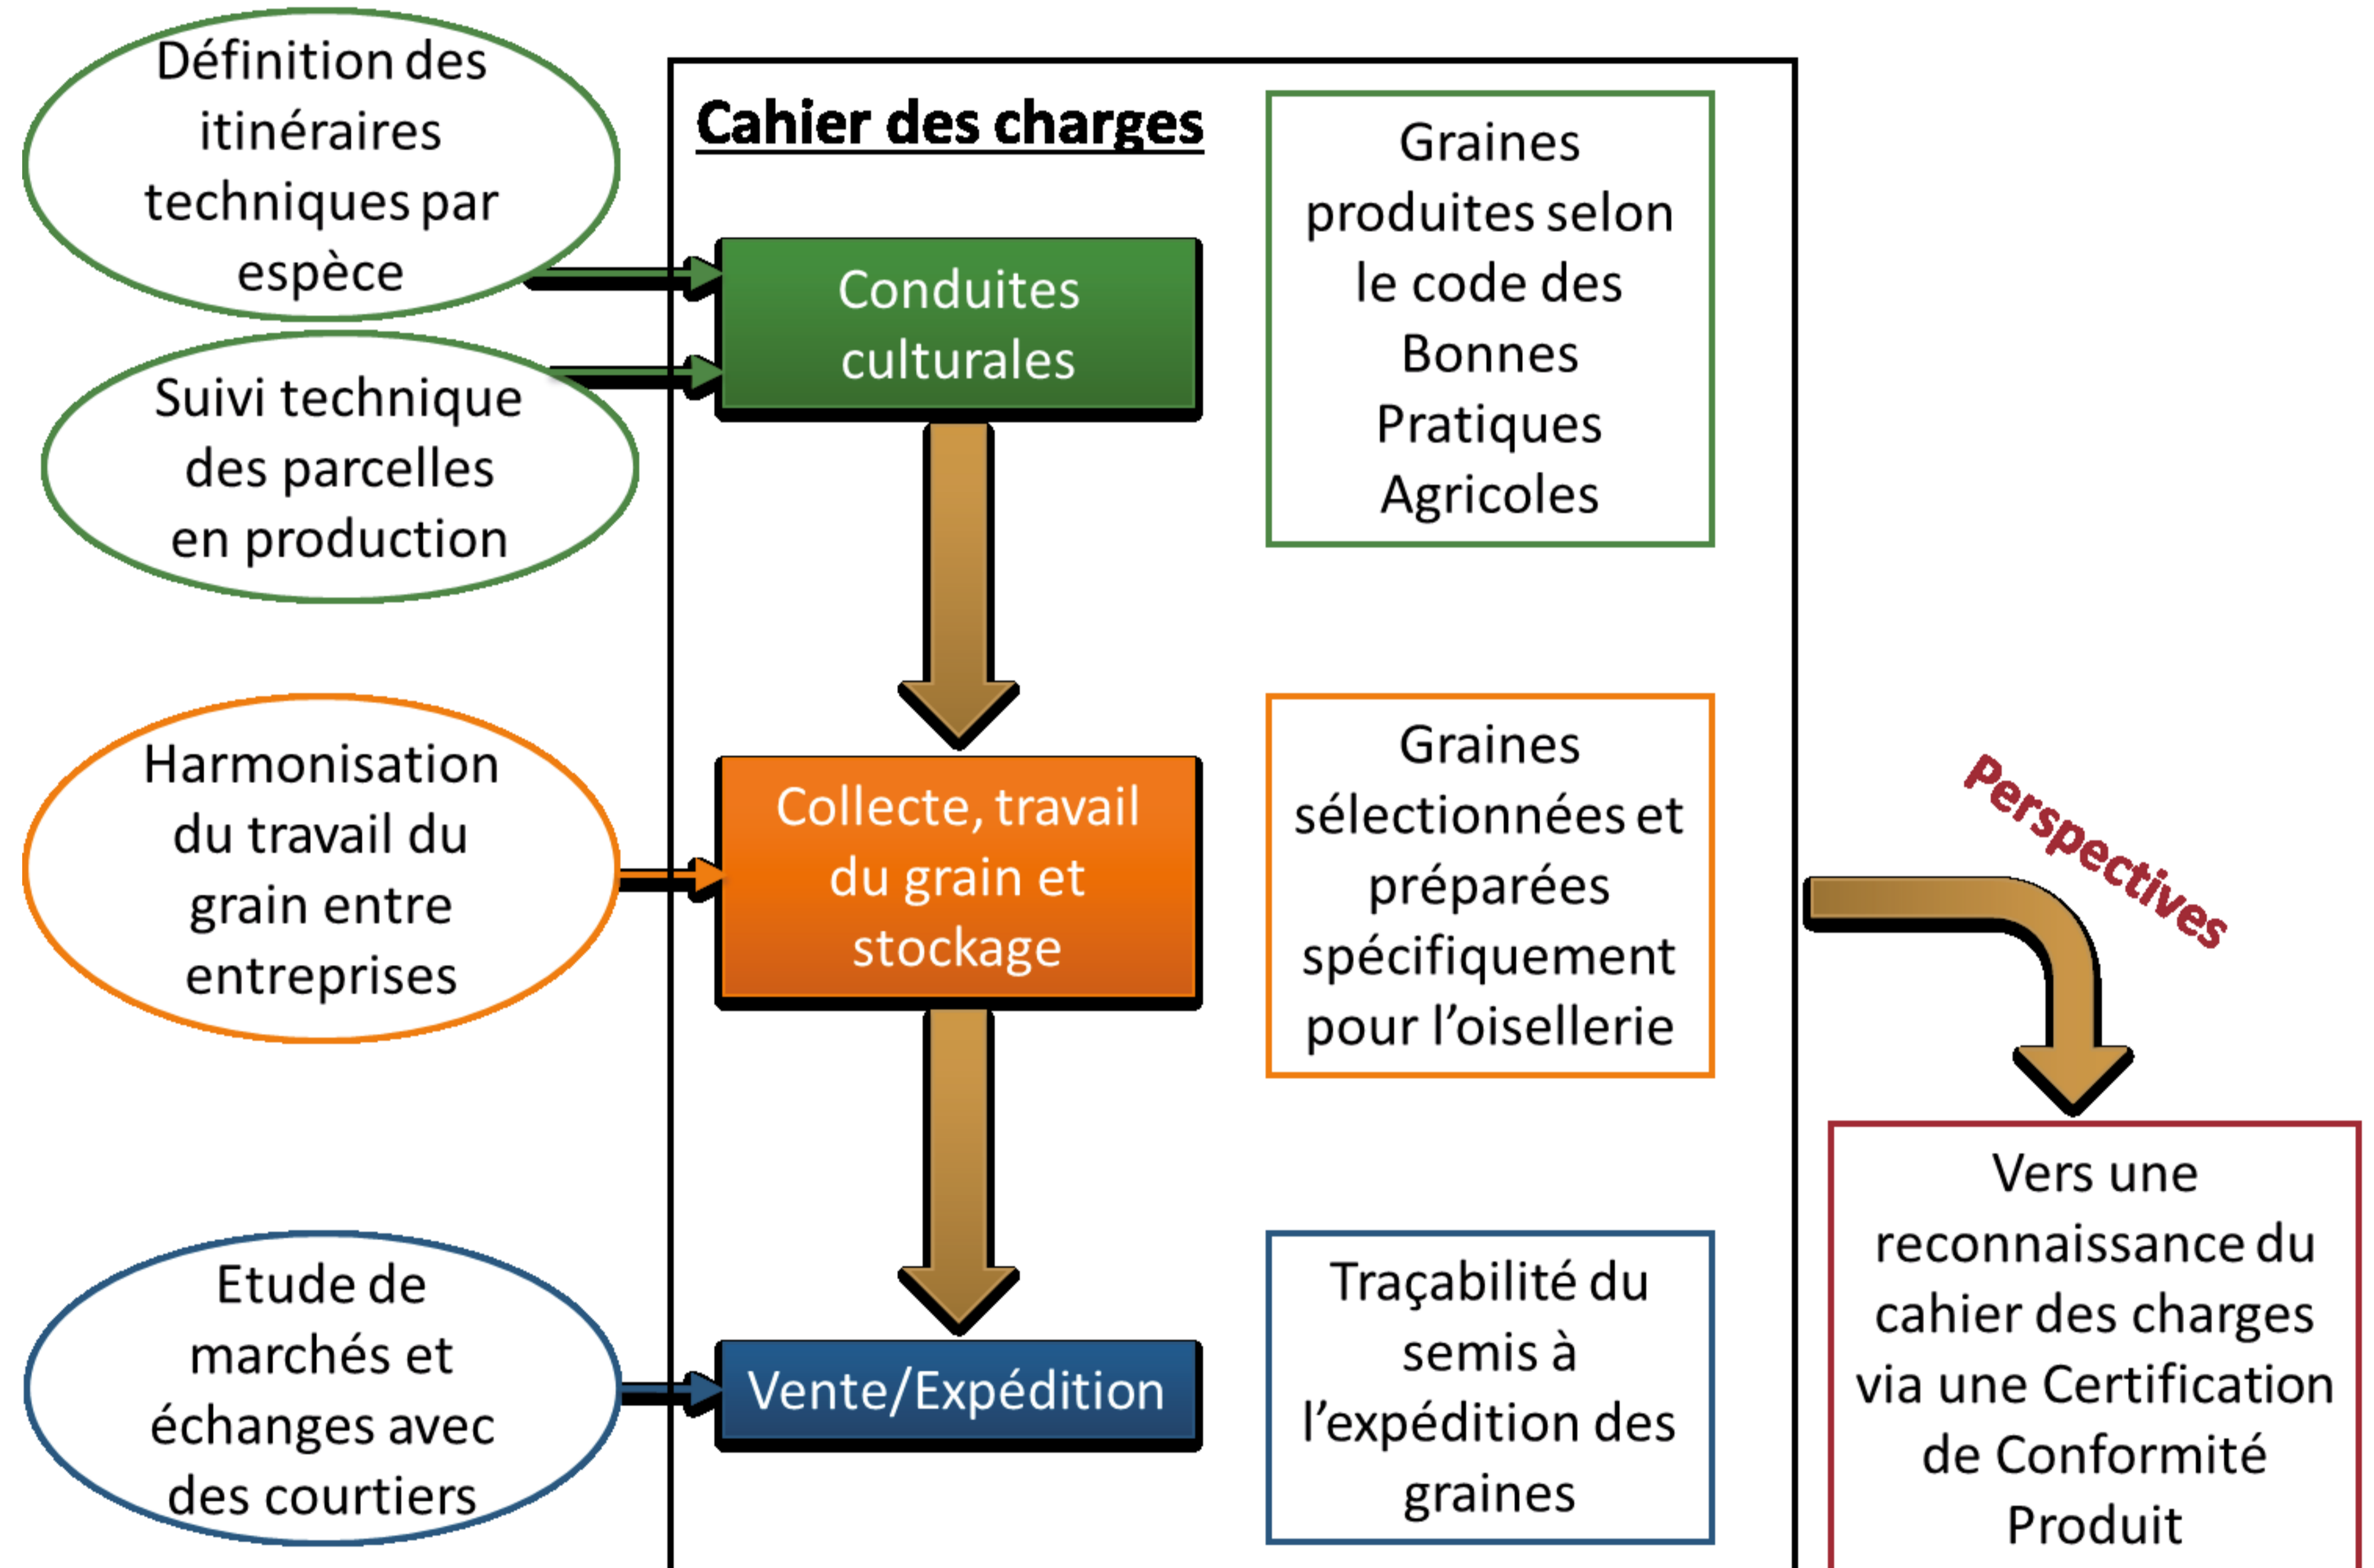 Définition des
itinéraires
techniques par
espèce
Suivi technique
des parcelles
en production
Harmonisation
du travail du
grain entre
entreprises
Etude de
marchés et
échanges avec
des courtiers
Cahier des charges
Conduites
culturales
Collecte, travail
du grain et
stockage
Vente/Expédition
Graines
produites selon
le code des
Bonnes
Pratiques
Agricoles
Graines
sélectionnées et
préparées
spécifiquement
pour l’oisellerie
Traçabilité du
semis à
l’expédition des
graines
Perspectives
Vers une
reconnaissance du
cahier des charges
via une Certification
de Conformité
Produit